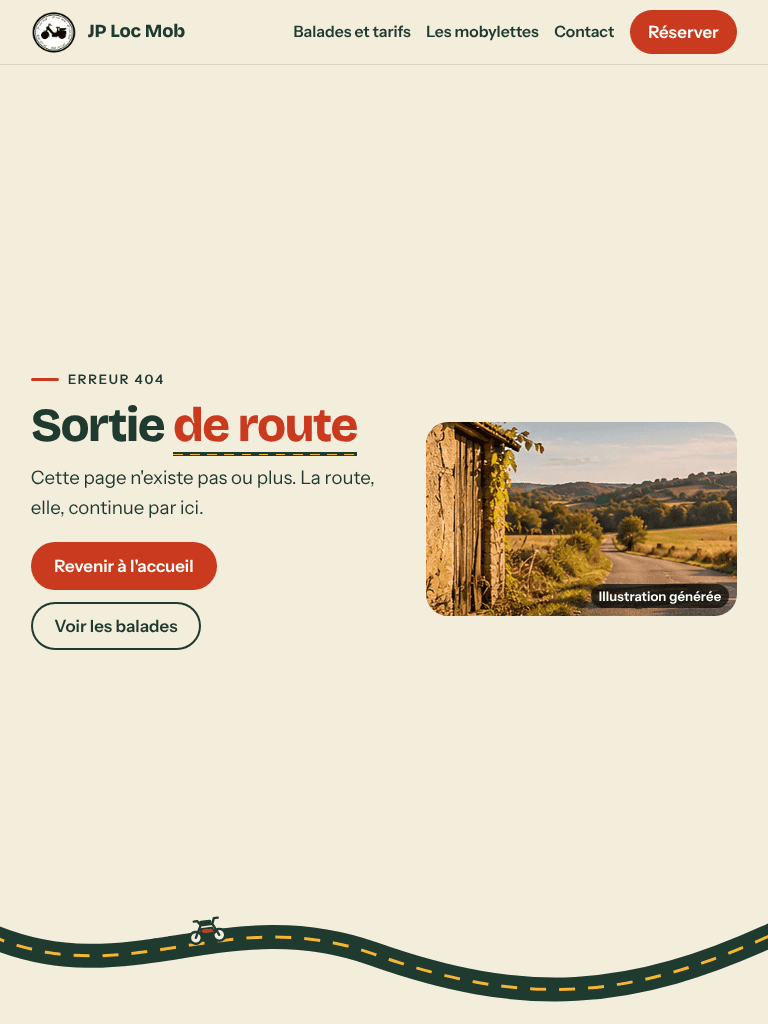 JP Loc Mob
Balades et tarifs
Les mobylettes
Contact
Réserver
ERREUR 404
Sortie de route
Cette page n'existe pas ou plus. La route,
elle, continue par ici.
Revenir à l'accueil
Voir les balades
Illustration générée